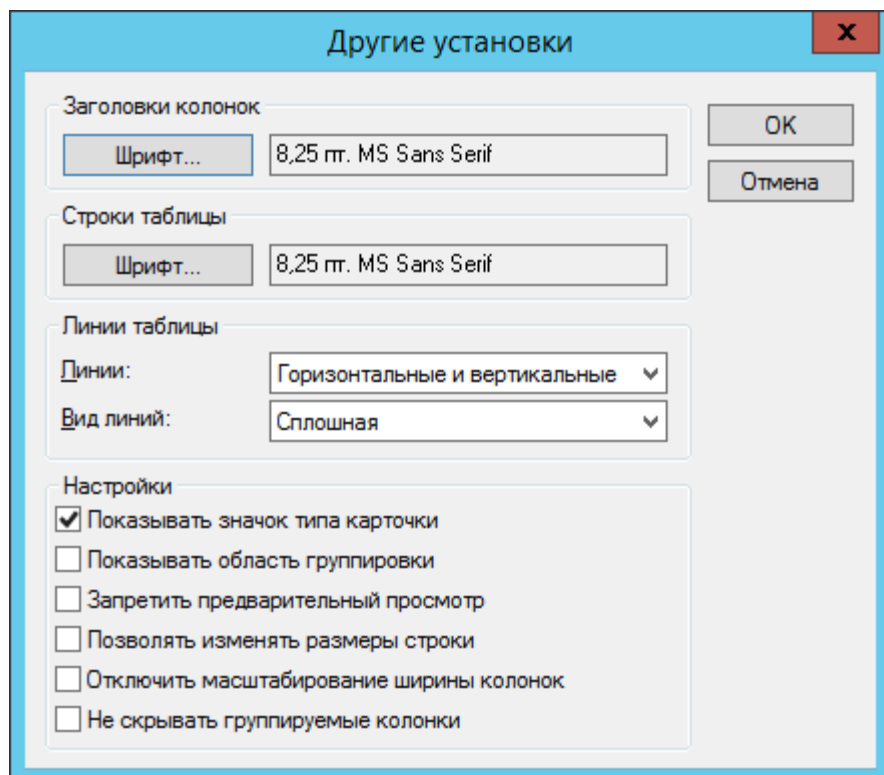 Другие установки
x
Заголовки колонок
Шрифт...
8,25 пт. MS Sans Serif
OK
Отмена
Строки таблицы
Шрифт...
8,25 пт. MS Sans Serif
Линии таблицы
Линии:
Горизонтальные и вертикальные
Вид линий:
Сплошная
Настройки
Показывать значок типа карточки
Показывать область группировки
Запретить предварительный просмотр
Позволять изменять размеры строки
Отключить масштабирование ширины колонок
Не скрывать группируемые колонки